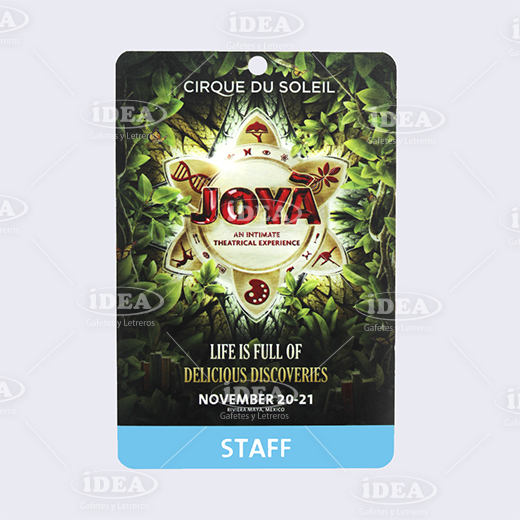 CIRQUE DU SOLEIL
JOYÀ
AN INTIMATE
THEATRICAL EXPERIENCE
LIFE IS FULL OF
DELICIOUS DISCOVERIES
NOVEMBER 20-21
RIVIERA MAYA, MEXICO
STAFF
iDEA
Gafetes y Letreros